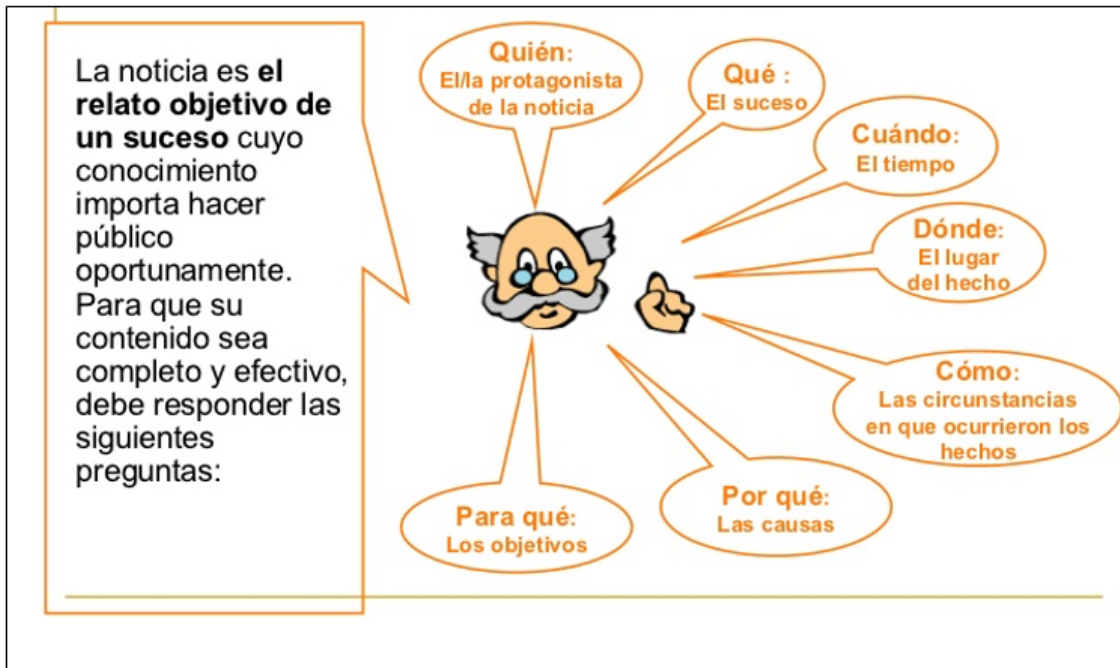 La noticia es el
relato objetivo de
un suceso cuyo
conocimiento
importa hacer
público
oportunamente.
Para que su
contenido sea
completo y efectivo,
debe responder las
siguientes
preguntas:
Quién:
El/la protagonista
de la noticia
Qué :
El suceso
Cuándo:
El tiempo
Dónde:
El lugar
del hecho
Cómo:
Las circunstancias
en que ocurrieron los
hechos
Por qué:
Las causas
Para qué:
Los objetivos